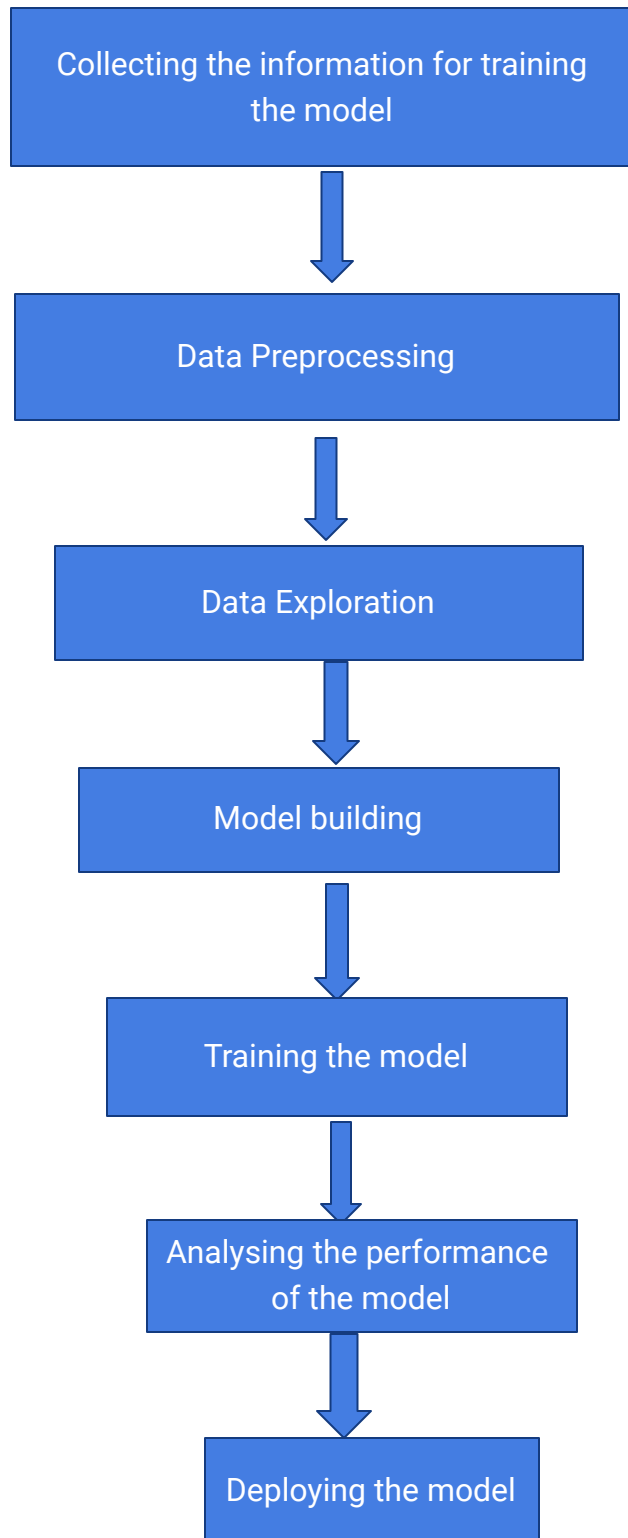 Collecting the information for training
the model
Data Preprocessing
Data Exploration
Model building
Training the model
Analysing the performance
of the model
Deploying the model